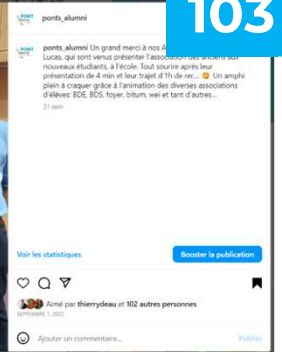 103
ponts_alumni
ponts_alumni Un grand merci à nos A
Lucas, qui sont venus présenter l'association des anciens aux
nouveaux étudiants, à l'école. Tout sourire après leur
présentation de 4 min et leur trajet d'1h de rer... 😋 Un amphi
plein à craquer grâce à l'animation des diverses associations
d'élèves: BDE, BDS, foyer, bitum, wei et tant d'autres...
31 sem
Voir les statistiques
Booster la publication
Aimé par thierrydeau et 102 autres personnes
SEPTEMBRE 1, 2022
Ajouter un commentaire...
Publier